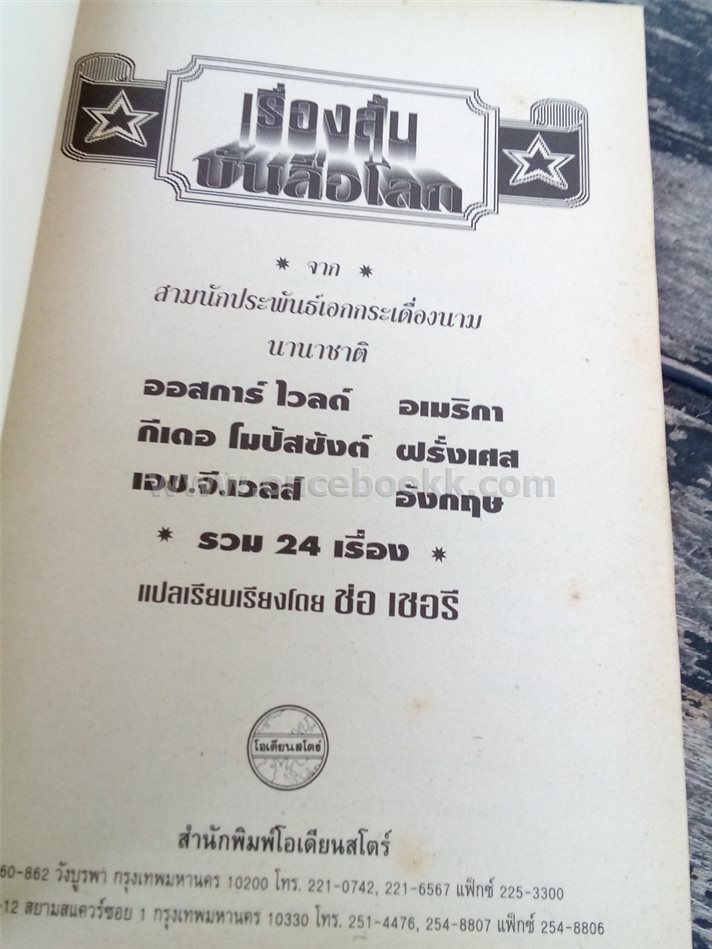 เรื่องสั้น
บันลือโลก
* จาก *
สามนักประพันธ์เอกกระเดื่องนาม
นานาชาติ
ออสการ์ ไวลด์ อเมริกา
กีเดอ โมปัสซังต์ ฝรั่งเศส
เอช.จี.เวลส์ อังกฤษ
www.oncebookk.com
* รวม 24 เรื่อง *
แปลเรียบเรียงโดย ช่อ เชอรี
โอเดียนสโตร์
สำนักพิมพ์โอเดียนสโตร์
60-862 วังบูรพา กรุงเทพมหานคร 10200 โทร. 221-0742, 221-6567 แฟ็กซ์ 225-3300
-12 สยามสแควร์ซอย 1 กรุงเทพมหานคร 10330 โทร. 251-4476, 254-8807 แฟ็กซ์ 254-8806